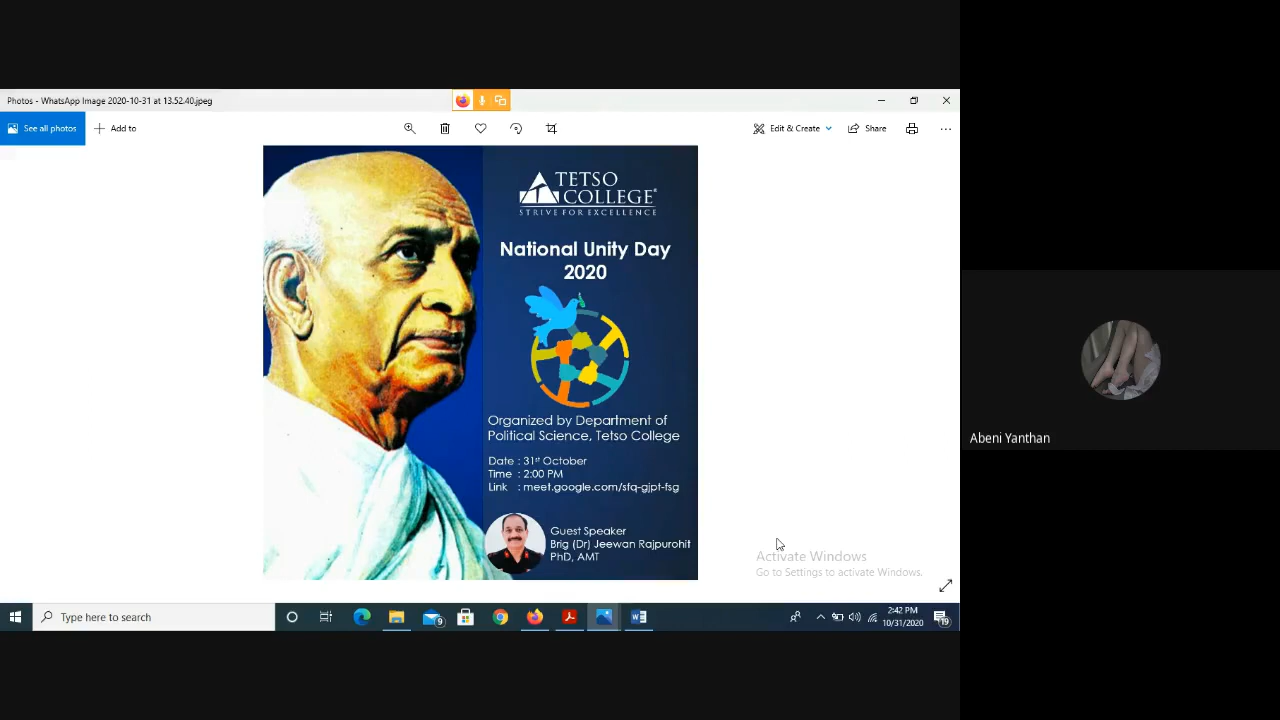 Photos - WhatsApp Image 2020-10-31 at 13.52.40.jpeg
See all photos
Add to
Edit & Create
Share
TETSO
COLLEGE®
STRIVE FOR EXCELLENCE
National Unity Day
2020
Organized by Department of
Political Science, Tetso College
Date : 31st October
Time : 2:00 PM
Link : meet.google.com/sfq-gjpt-fsg
Guest Speaker
Brig (Dr) Jeewan Rajpurohit
PhD, AMT
Abeni Yanthan
Activate Windows
Go to Settings to activate Windows.
Type here to search
9
2:42 PM
10/31/2020
19